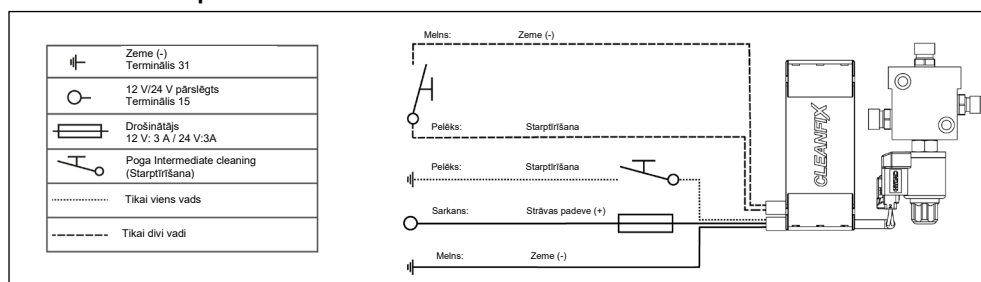 Zeme (-)
Terminālis 31
12 V/24 V pārslēgts
Terminālis 15
Drošinātājs
12 V: 3 A / 24 V:3A
Poga Intermediate cleaning
(Starptīrīšana)
Tikai viens vads
Tikai divi vadi
Melns: Zeme (-)
Pelēks: Starptīrīšana
Pelēks: Starptīrīšana
Sarkans: Strāvas padeve (+)
Melns: Zeme (-)
CLEANFIX